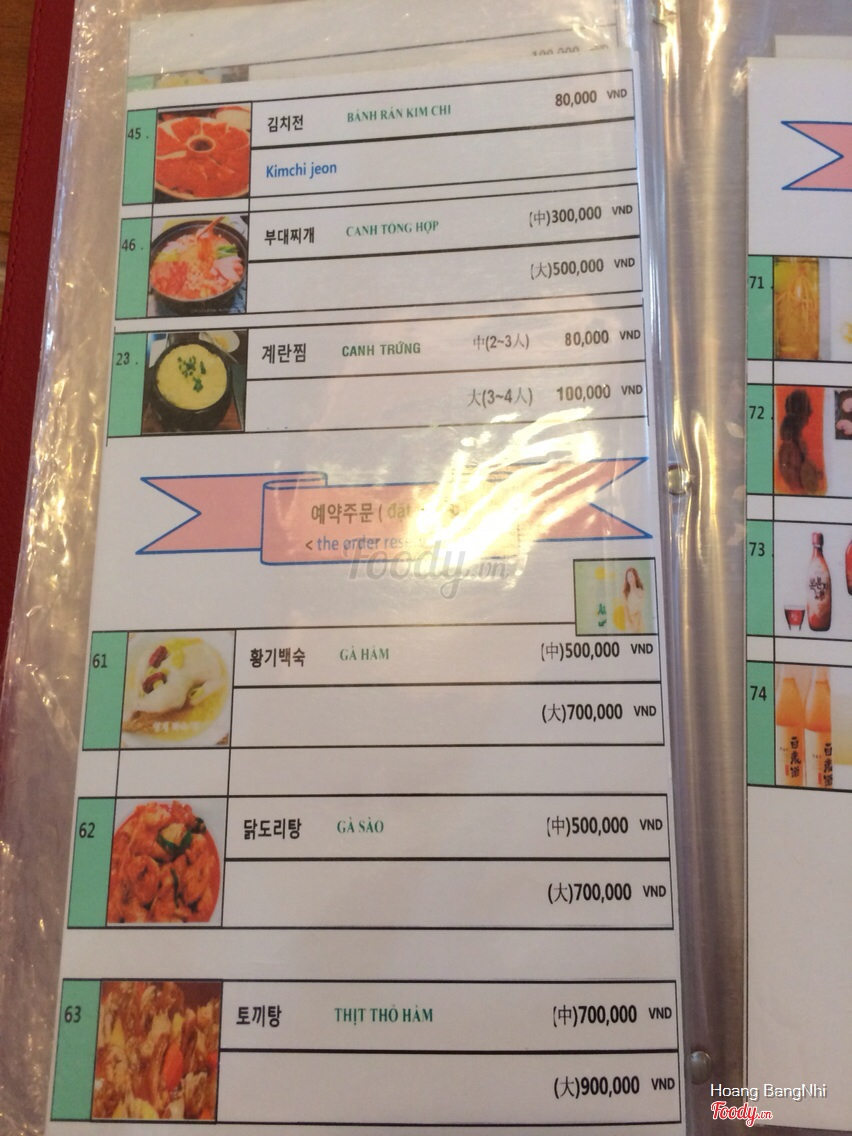 100,000 VND
45 .
김치전 BÁNH RÁN KIM CHI 80,000 VND
Kimchi jeon
46 .
부대찌개 CANH TỔNG HỢP (中)300,000 VND
(大)500,000 VND
23 .
계란찜 CANH TRỨNG 中(2~3人) 80,000 VND
大(3~4人) 100,000 VND
예약주문 ( đặt
< the order res
61
황기백숙 GÀ HẦM (中)500,000 VND
(大)700,000 VND
62
닭도리탕 GÀ SÀO (中)500,000 VND
(大)700,000 VND
63
토끼탕 THỊT THỎ HẦM (中)700,000 VND
(大)900,000 VND
71 .
72 .
73 .
74
Foody.vn
Hoang BangNhi
Foody.vn